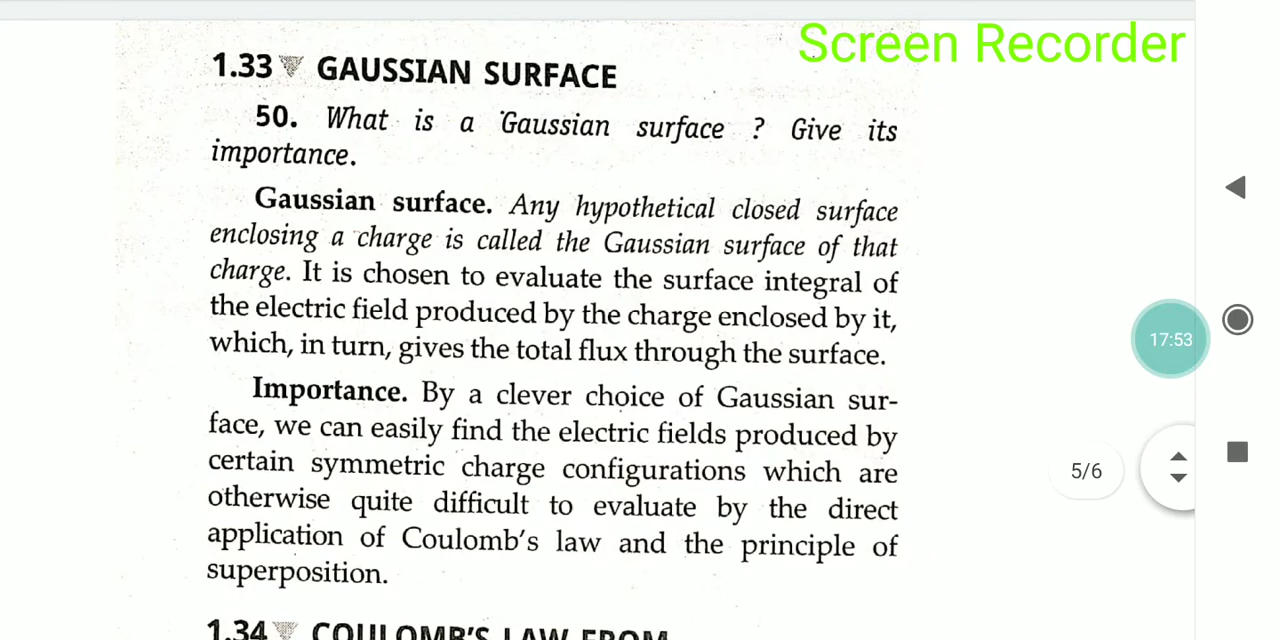 Screen Recorder
1.33 GAUSSIAN SURFACE
50. What is a Gaussian surface ? Give its
importance.
Gaussian surface. Any hypothetical closed surface
enclosing a charge is called the Gaussian surface of that
charge. It is chosen to evaluate the surface integral of
the electric field produced by the charge enclosed by it,
which, in turn, gives the total flux through the surface.
Importance. By a clever choice of Gaussian sur-
face, we can easily find the electric fields produced by
certain symmetric charge configurations which are
otherwise quite difficult to evaluate by the direct
application of Coulomb's law and the principle of
superposition.
1.34 COULOMB'S LAW FROM
17:53
5/6